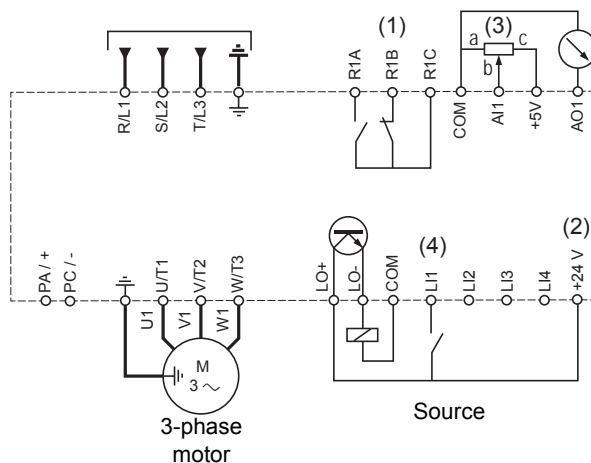 (1)
(3)
a
c
b
R/L1
S/L2
T/L3
R1A
R1B
R1C
COM
AI1
+5V
AO1
(4)
(2)
PA / +
PC / -
U/T1
V/T2
W/T3
LO+
LO-
COM
LI1
LI2
LI3
LI4
+24 V
U1
V1
W1
M
3 ~
3-phase
motor
Source